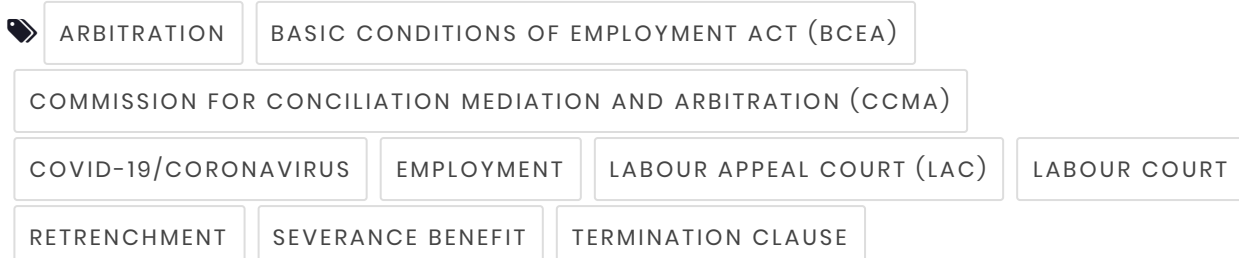 ARBITRATION BASIC CONDITIONS OF EMPLOYMENT ACT (BCEA)
COMMISSION FOR CONCILIATION MEDIATION AND ARBITRATION (CCMA)
COVID-19/CORONAVIRUS EMPLOYMENT LABOUR APPEAL COURT (LAC) LABOUR COURT
RETRENCHMENT SEVERANCE BENEFIT TERMINATION CLAUSE